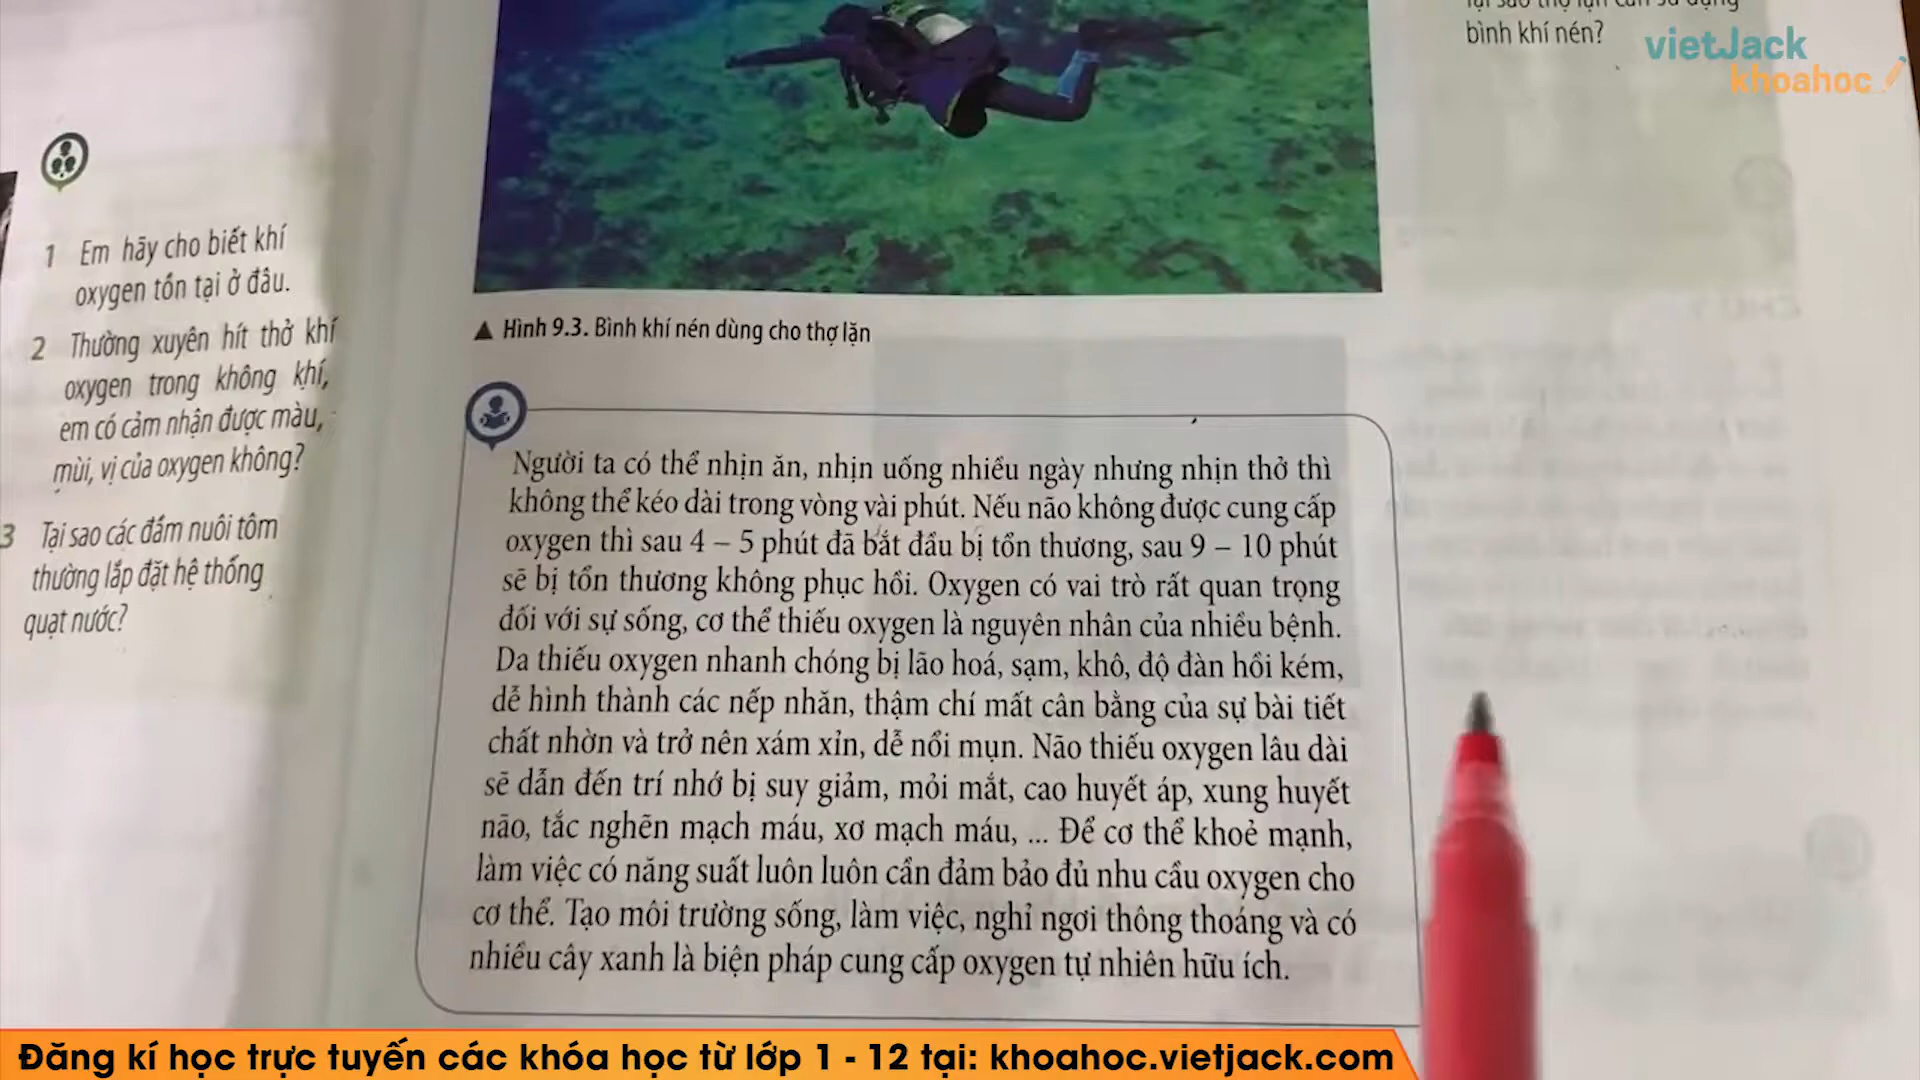 bình khí nén?
vietJack
khoahoc
1 Em hãy cho biết khí
oxygen tồn tại ở đâu.
2 Thường xuyên hít thở khí
oxygen trong không khí,
em có cảm nhận được màu,
mùi, vị của oxygen không?
3 Tại sao các đầm nuôi tôm
thường lắp đặt hệ thống
quạt nước?
▲ Hình 9.3. Bình khí nén dùng cho thợ lặn
Người ta có thể nhịn ăn, nhịn uống nhiều ngày nhưng nhịn thở thì
không thể kéo dài trong vòng vài phút. Nếu não không được cung cấp
oxygen thì sau 4 – 5 phút đã bắt đầu bị tổn thương, sau 9 – 10 phút
sẽ bị tổn thương không phục hồi. Oxygen có vai trò rất quan trọng
đối với sự sống, cơ thể thiếu oxygen là nguyên nhân của nhiều bệnh.
Da thiếu oxygen nhanh chóng bị lão hoá, sạm, khô, độ đàn hồi kém,
dễ hình thành các nếp nhăn, thậm chí mất cân bằng của sự bài tiết
chất nhờn và trở nên xám xỉn, dễ nổi mụn. Não thiếu oxygen lâu dài
sẽ dẫn đến trí nhớ bị suy giảm, mỏi mắt, cao huyết áp, xung huyết
não, tắc nghẽn mạch máu, xơ mạch máu, ... Để cơ thể khoẻ mạnh,
làm việc có năng suất luôn luôn cần đảm bảo đủ nhu cầu oxygen cho
cơ thể. Tạo môi trường sống, làm việc, nghỉ ngơi thông thoáng và có
nhiều cây xanh là biện pháp cung cấp oxygen tự nhiên hữu ích.
Đăng kí học trực tuyến các khóa học từ lớp 1 - 12 tại: khoahoc.vietjack.com